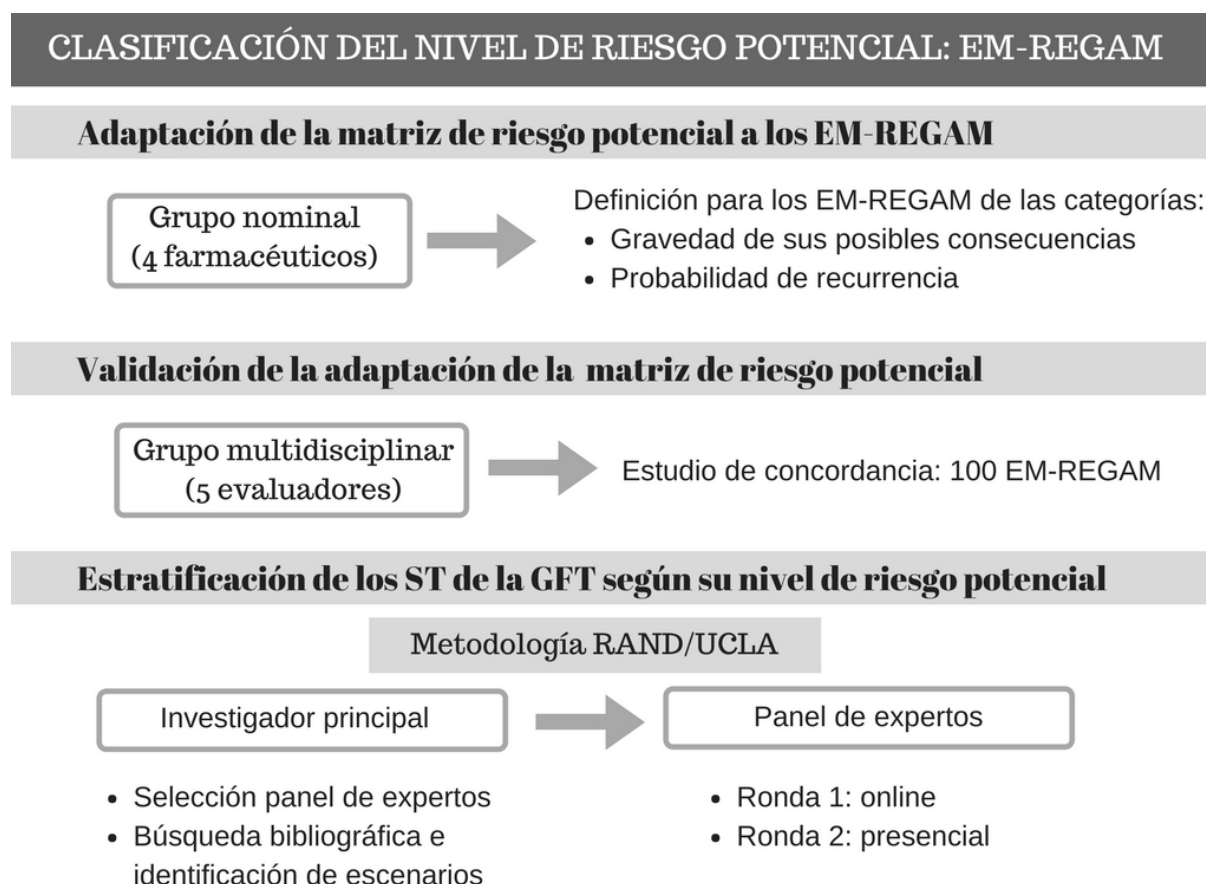 CLASIFICACIÓN DEL NIVEL DE RIESGO POTENCIAL: EM-REGAM
Adaptación de la matriz de riesgo potencial a los EM-REGAM
Grupo nominal
(4 farmacéuticos)
Definición para los EM-REGAM de las categorías:
• Gravedad de sus posibles consecuencias
• Probabilidad de recurrencia
Validación de la adaptación de la matriz de riesgo potencial
Grupo multidisciplinar
(5 evaluadores)
Estudio de concordancia: 100 EM-REGAM
Estratificación de los ST de la GFT según su nivel de riesgo potencial
Metodología RAND/UCLA
Investigador principal
• Selección panel de expertos
• Búsqueda bibliográfica e
identificación de escenarios
Panel de expertos
• Ronda 1: online
• Ronda 2: presencial